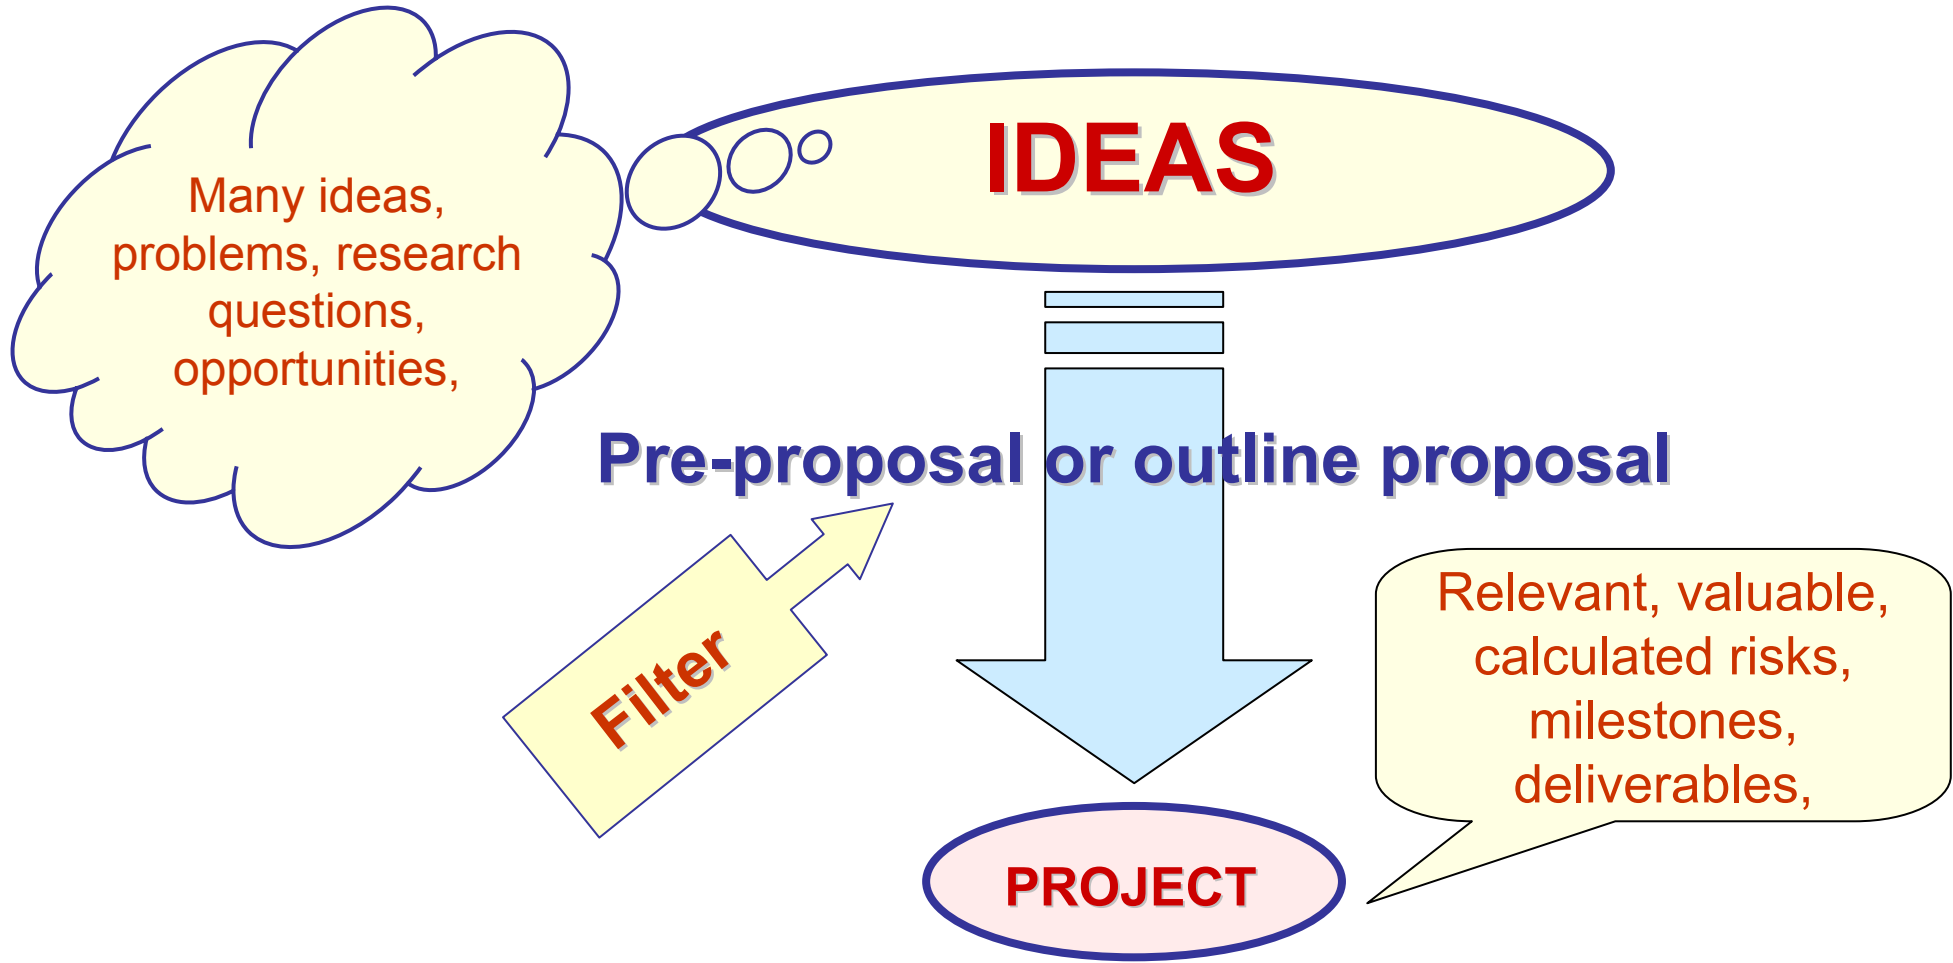 IDEAS
Many ideas,
problems, research
questions,
opportunities,
Pre-proposal or outline proposal
Filter
Relevant, valuable,
calculated risks,
milestones,
deliverables,
PROJECT